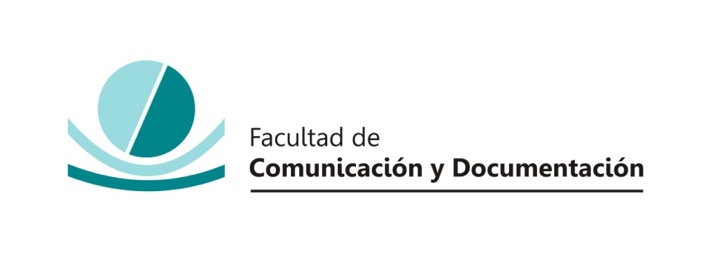 Facultad de
Comunicación y Documentación